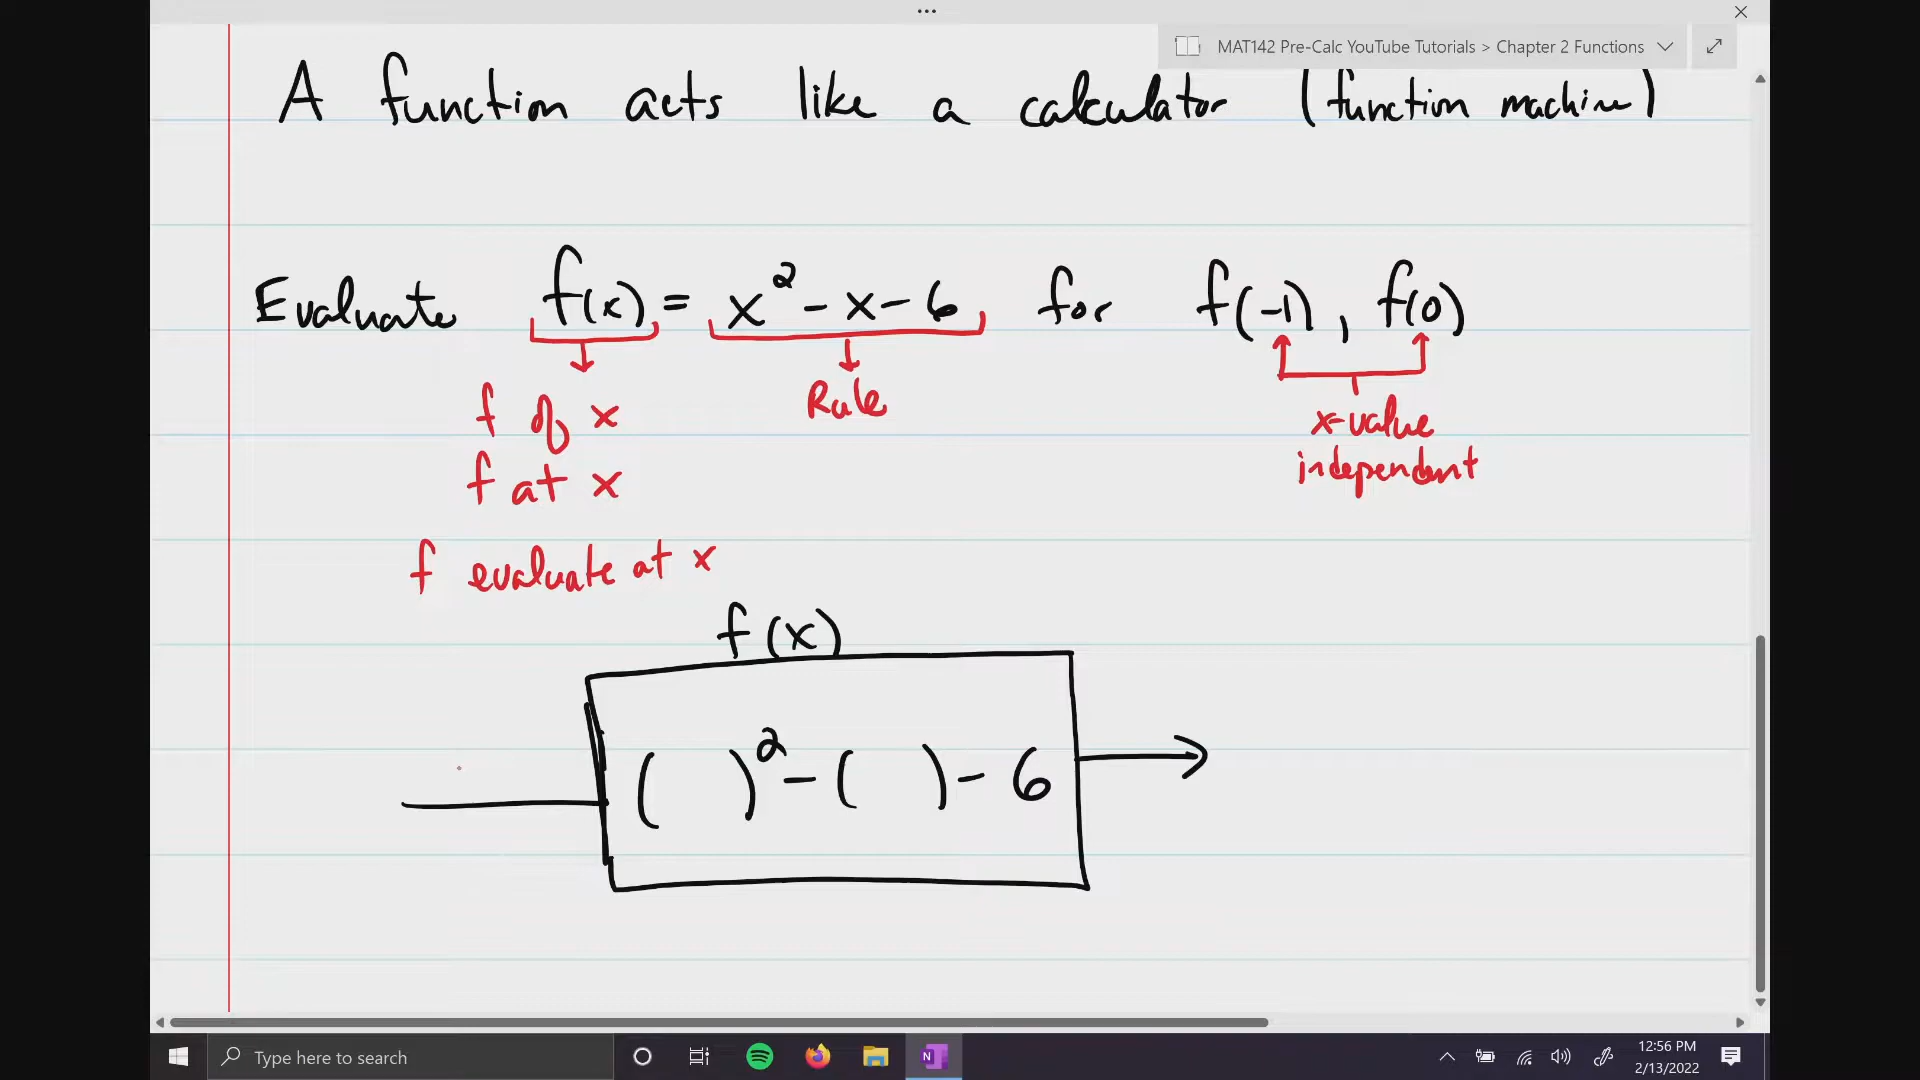 MAT142 Pre-Calc YouTube Tutorials > Chapter 2 Functions
A function acts like a calculator (function machine)
Evaluate f(x) = x² - x - 6 for f(-1), f(0)
f of x
Rule
x-value
independent
f at x
f evaluate at x
f(x)
( )² - ( ) - 6
Type here to search
N
12:56 PM
2/13/2022